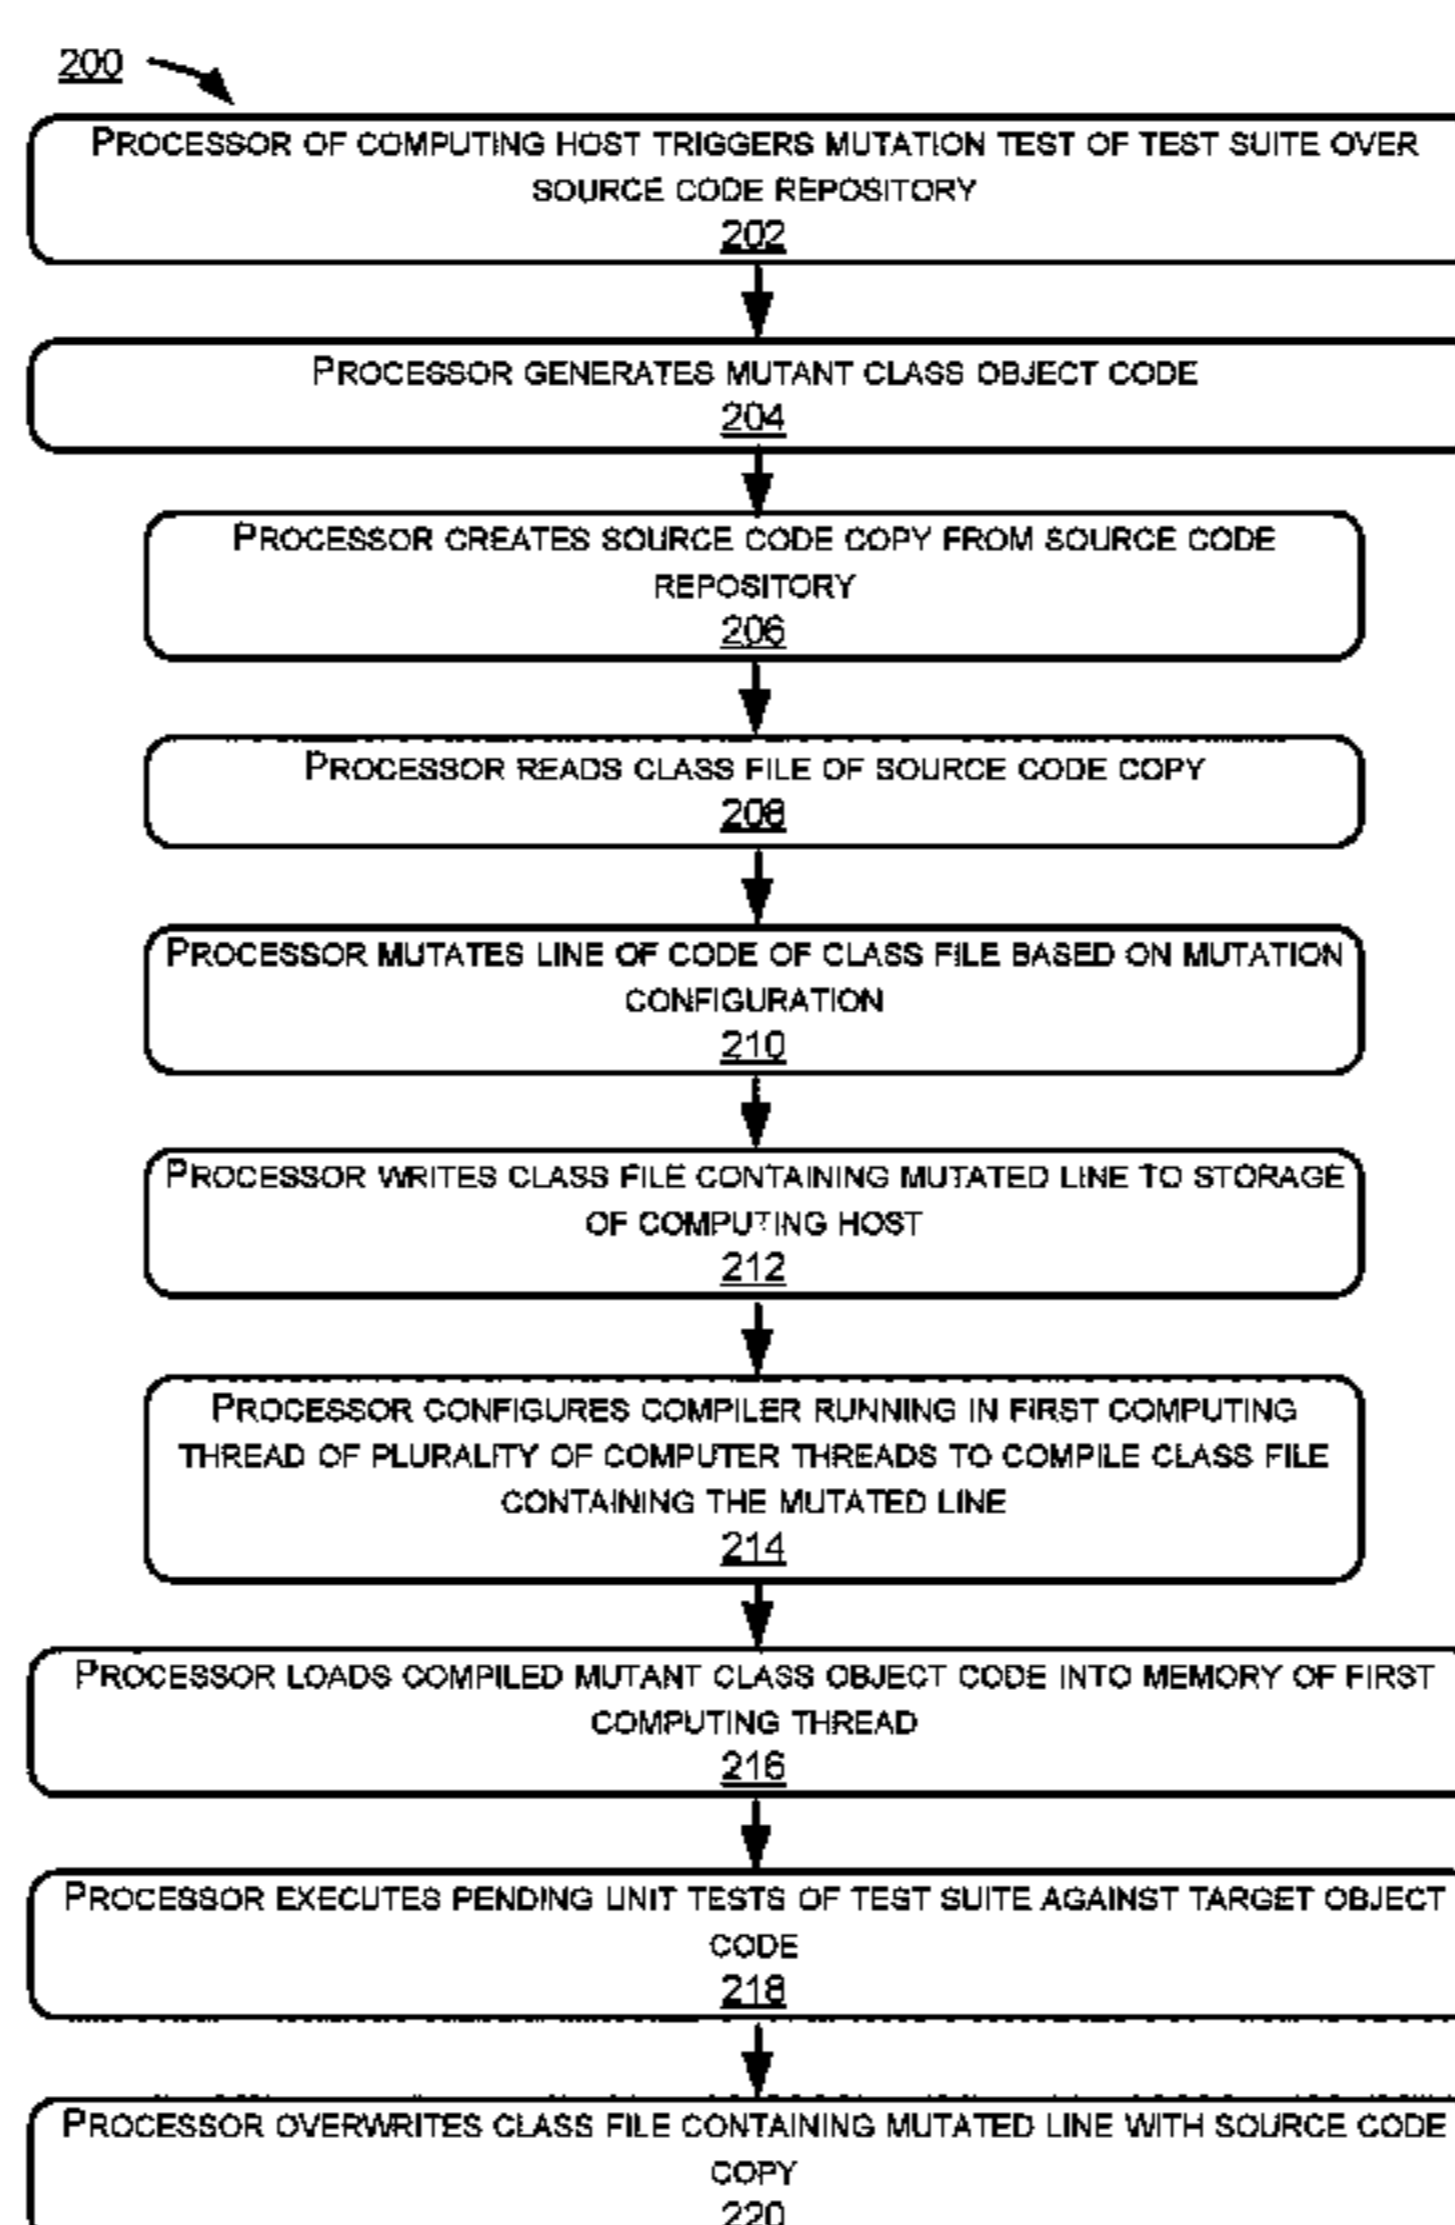 200
PROCESSOR OF COMPUTING HOST TRIGGERS MUTATION TEST OF TEST SUITE OVER
SOURCE CODE REPOSITORY
202
PROCESSOR GENERATES MUTANT CLASS OBJECT CODE
204
PROCESSOR CREATES SOURCE CODE COPY FROM SOURCE CODE
REPOSITORY
206
PROCESSOR READS CLASS FILE OF SOURCE CODE COPY
208
PROCESSOR MUTATES LINE OF CODE OF CLASS FILE BASED ON MUTATION
CONFIGURATION
210
PROCESSOR WRITES CLASS FILE CONTAINING MUTATED LINE TO STORAGE
OF COMPUTING HOST
212
PROCESSOR CONFIGURES COMPILER RUNNING IN FIRST COMPUTING
THREAD OF PLURALITY OF COMPUTER THREADS TO COMPILE CLASS FILE
CONTAINING THE MUTATED LINE
214
PROCESSOR LOADS COMPILED MUTANT CLASS OBJECT CODE INTO MEMORY OF FIRST
COMPUTING THREAD
216
PROCESSOR EXECUTES PENDING UNIT TESTS OF TEST SUITE AGAINST TARGET OBJECT
CODE
218
PROCESSOR OVERWRITES CLASS FILE CONTAINING MUTATED LINE WITH SOURCE CODE
COPY
220